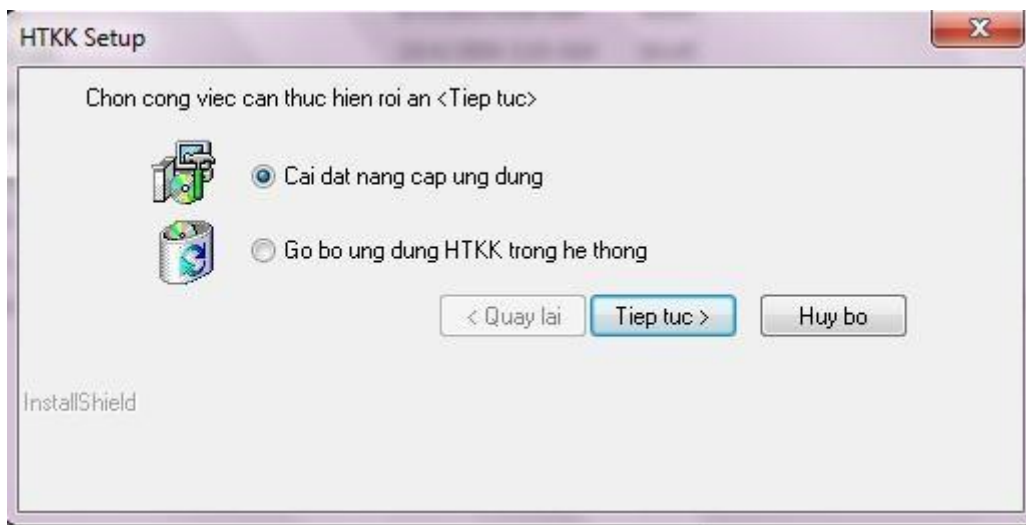 HTKK Setup
Chon cong viec can thuc hien roi an <Tiep tuc>
Cai dat nang cap ung dung
Go bo ung dung HTKK trong he thong
< Quay lai
Tiep tuc >
Huy bo
InstallShield